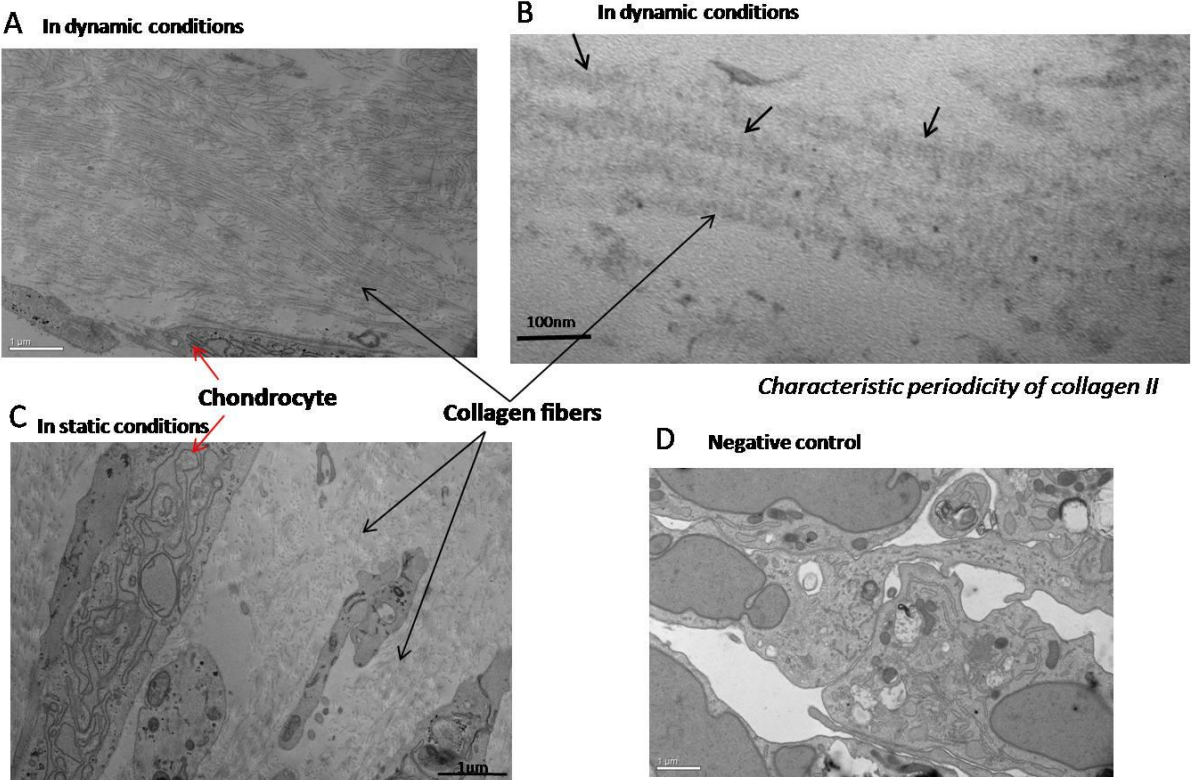 A In dynamic conditions
B In dynamic conditions
1 µm
100nm
Characteristic periodicity of collagen II
Chondrocyte
Collagen fibers
C In static conditions
D Negative control
1µm
1 µm